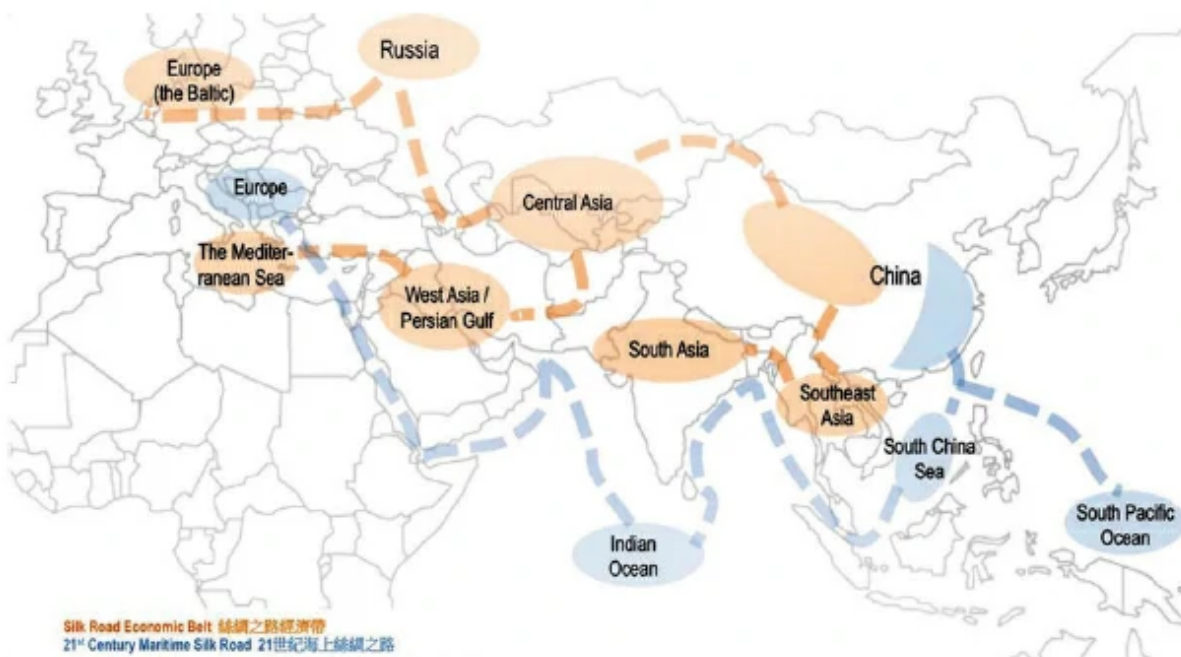 Russia
Europe
(the Baltic)
Europe
Central Asia
The Mediter-
ranean Sea
China
West Asia /
Persian Gulf
South Asia
Southeast
Asia
South China
Sea
South Pacific
Ocean
Indian
Ocean
Silk Road Economic Belt 絲綢之路經濟帶
21st Century Maritime Silk Road 21世紀海上絲綢之路